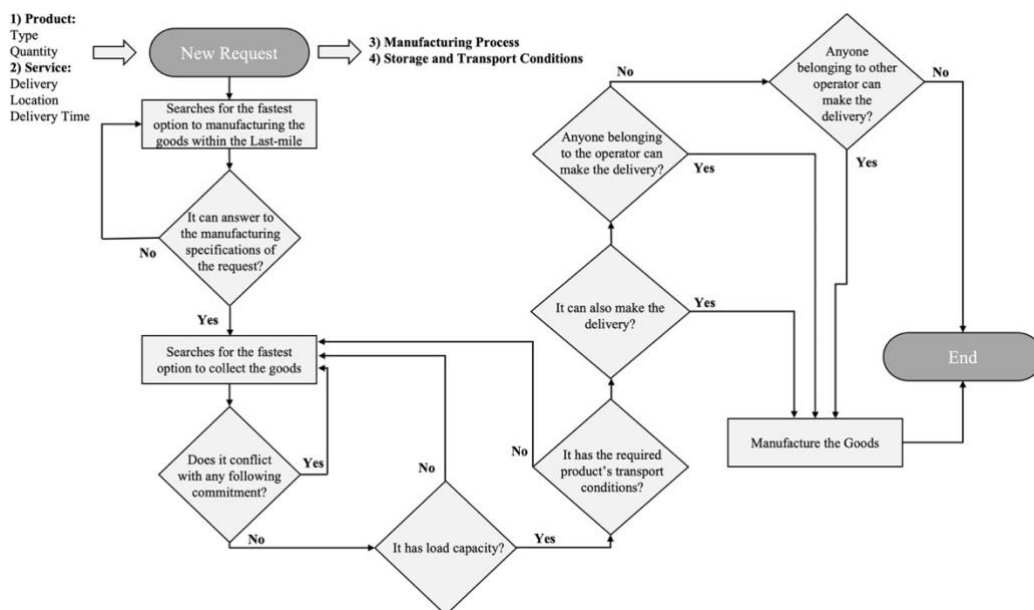 1) Product:
Type
Quantity
2) Service:
Delivery
Location
Delivery Time
New Request
3) Manufacturing Process
4) Storage and Transport Conditions
Searches for the fastest
option to manufacturing the
goods within the Last-mile
It can answer to
the manufacturing
specifications of
the request?
No
Yes
Searches for the fastest
option to collect the goods
Does it conflict
with any following
commitment?
Yes
No
It has load capacity?
No
Yes
It has the required
product's transport
conditions?
No
It can also make the
delivery?
Yes
Anyone belonging
to the operator can
make the delivery?
No
Yes
Anyone
belonging to other
operator can
make the
delivery?
No
Yes
Manufacture the Goods
End